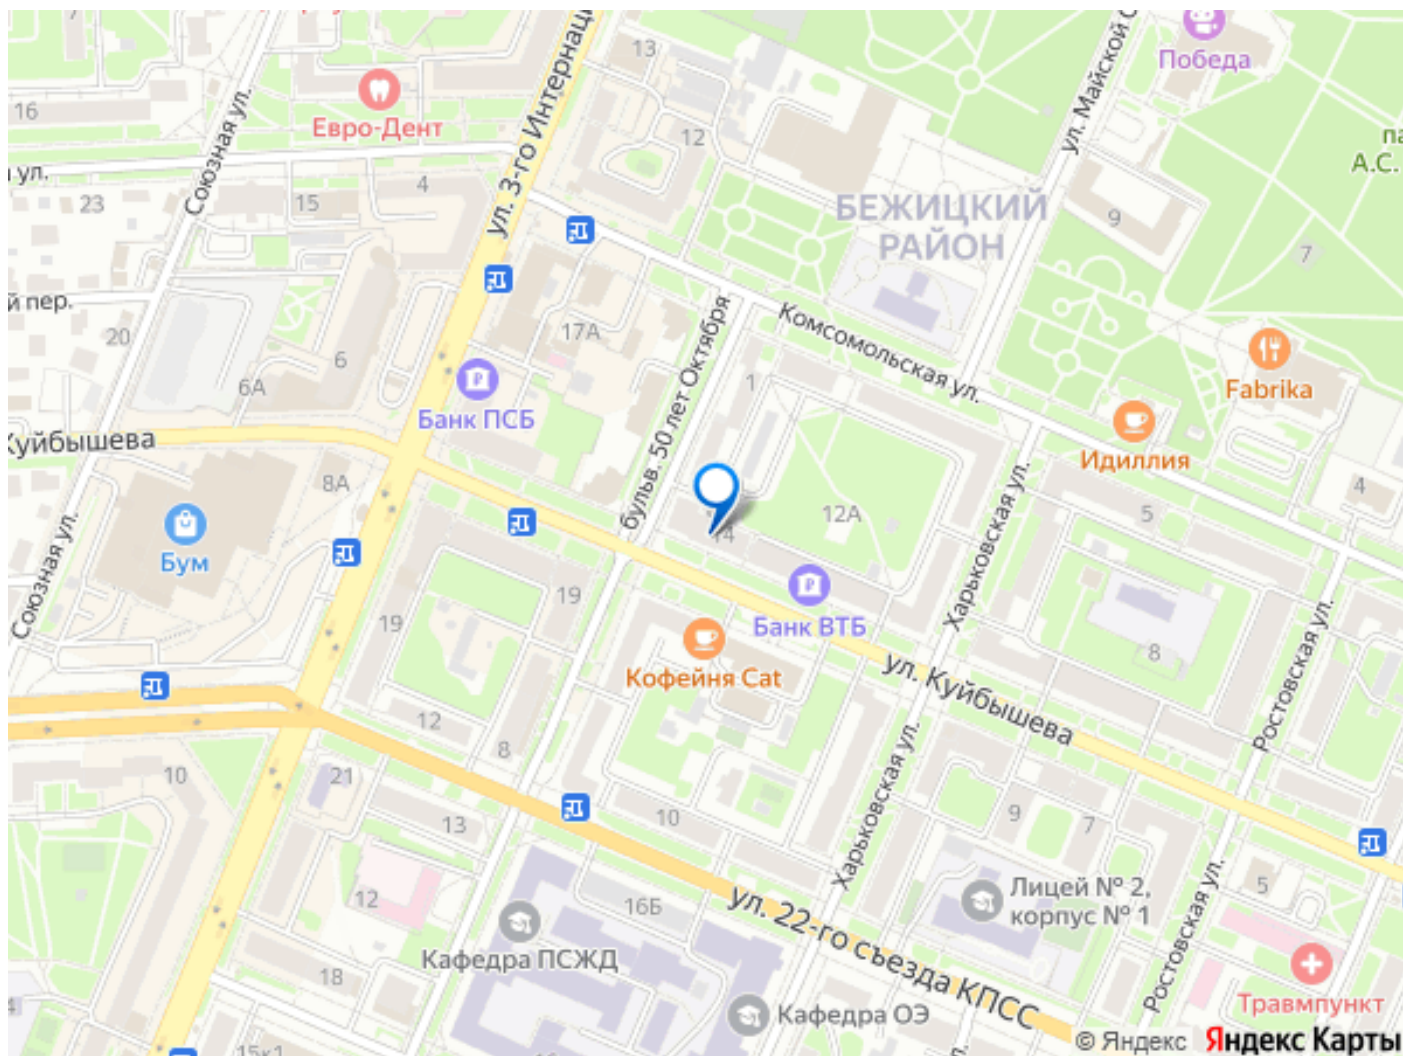 13
Победа
ул. Майской С
16
Евро-Дент
Союзная ул.
ул. 3-го Интернаци
12
па
А.С.
ул.
23
15
4
БЕЖИЦКИЙ
РАЙОН
9
7
й пер.
20
17А
6
6А
бульв. 50 лет Октября
Комсомольская ул.
1
Fabrika
Банк ПСБ
Куйбышева
Идиллия
8А
4
5
12А
14
Бум
Союзная ул.
19
19
Харьковская ул.
Банк ВТБ
Кофейня Cat
ул. Куйбышева
8
Ростовская ул.
12
8
10
21
13
10
Харьковская ул.
9
7
5
Лицей № 2,
корпус № 1
12
16Б
ул. 22-го съезда КПСС
Ростовская ул.
Кафедра ПСЖД
18
Травмпункт
4
Кафедра ОЭ
15к1
© Яндекс Яндекс Карты